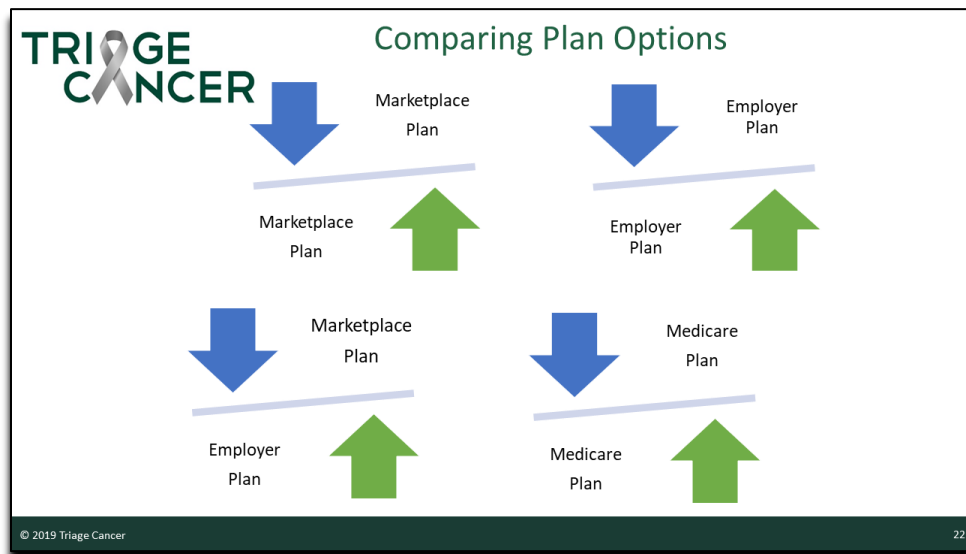 TRIAGE
CANCER
Comparing Plan Options
Marketplace
Plan
Marketplace
Plan
Employer
Plan
Employer
Plan
Marketplace
Plan
Employer
Plan
Medicare
Plan
Medicare
Plan
© 2019 Triage Cancer
22